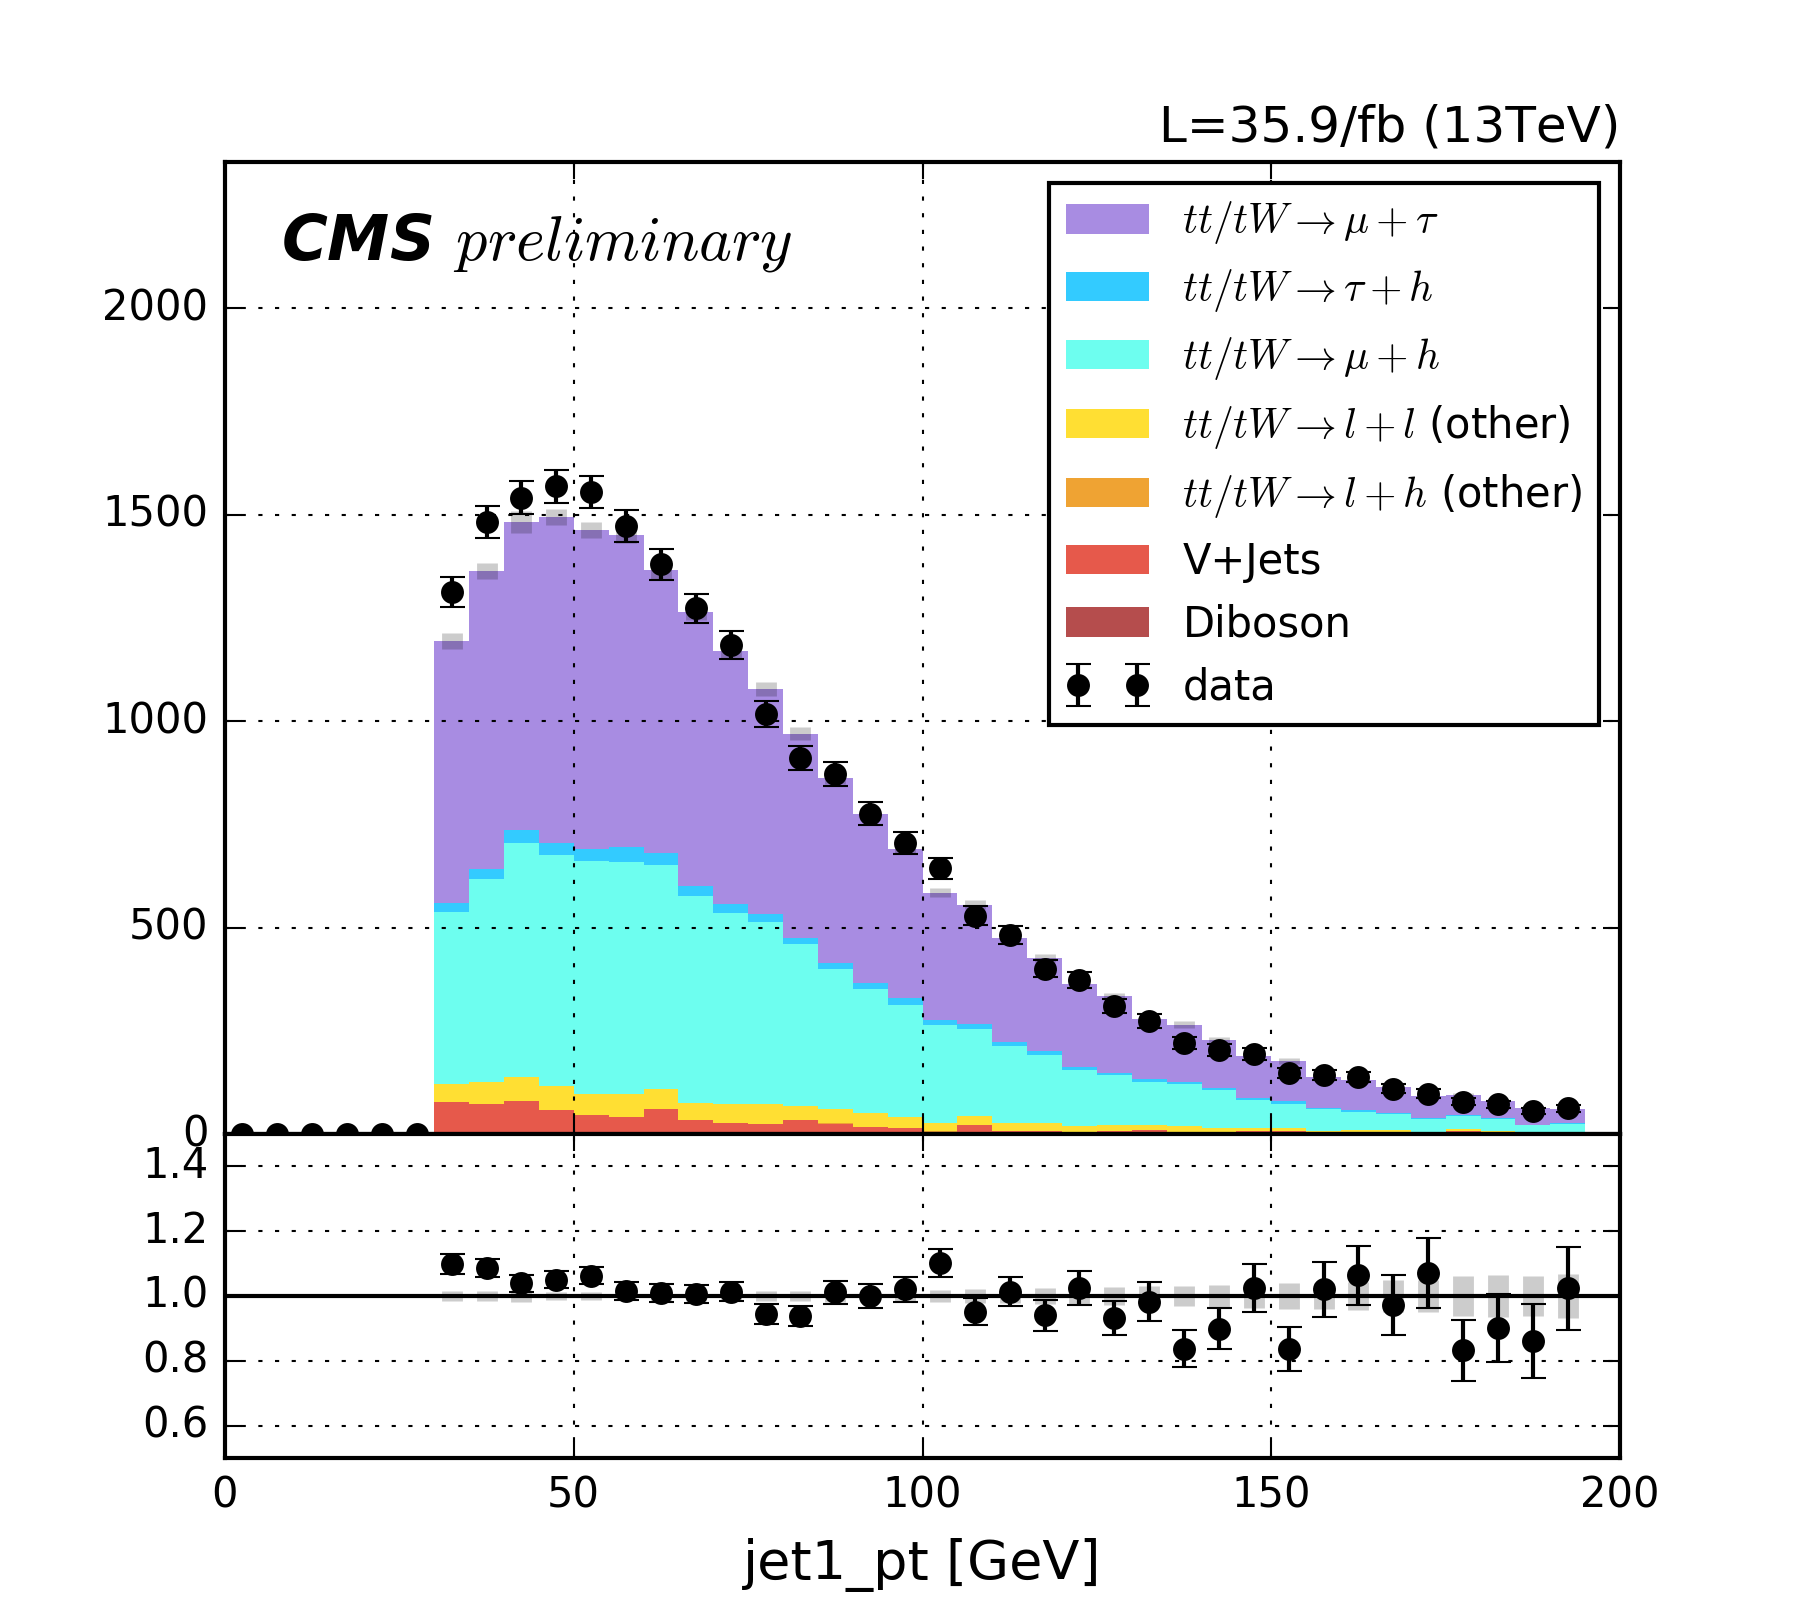 L=35.9/fb (13TeV)
CMS preliminary
tt/tW→μ+τ
tt/tW→τ+h
tt/tW→μ+h
tt/tW→l+l (other)
tt/tW→l+h (other)
V+Jets
Diboson
data
2000
1500
1000
500
0
1.4
1.2
1.0
0.8
0.6
0 50 100 150 200
jet1_pt [GeV]